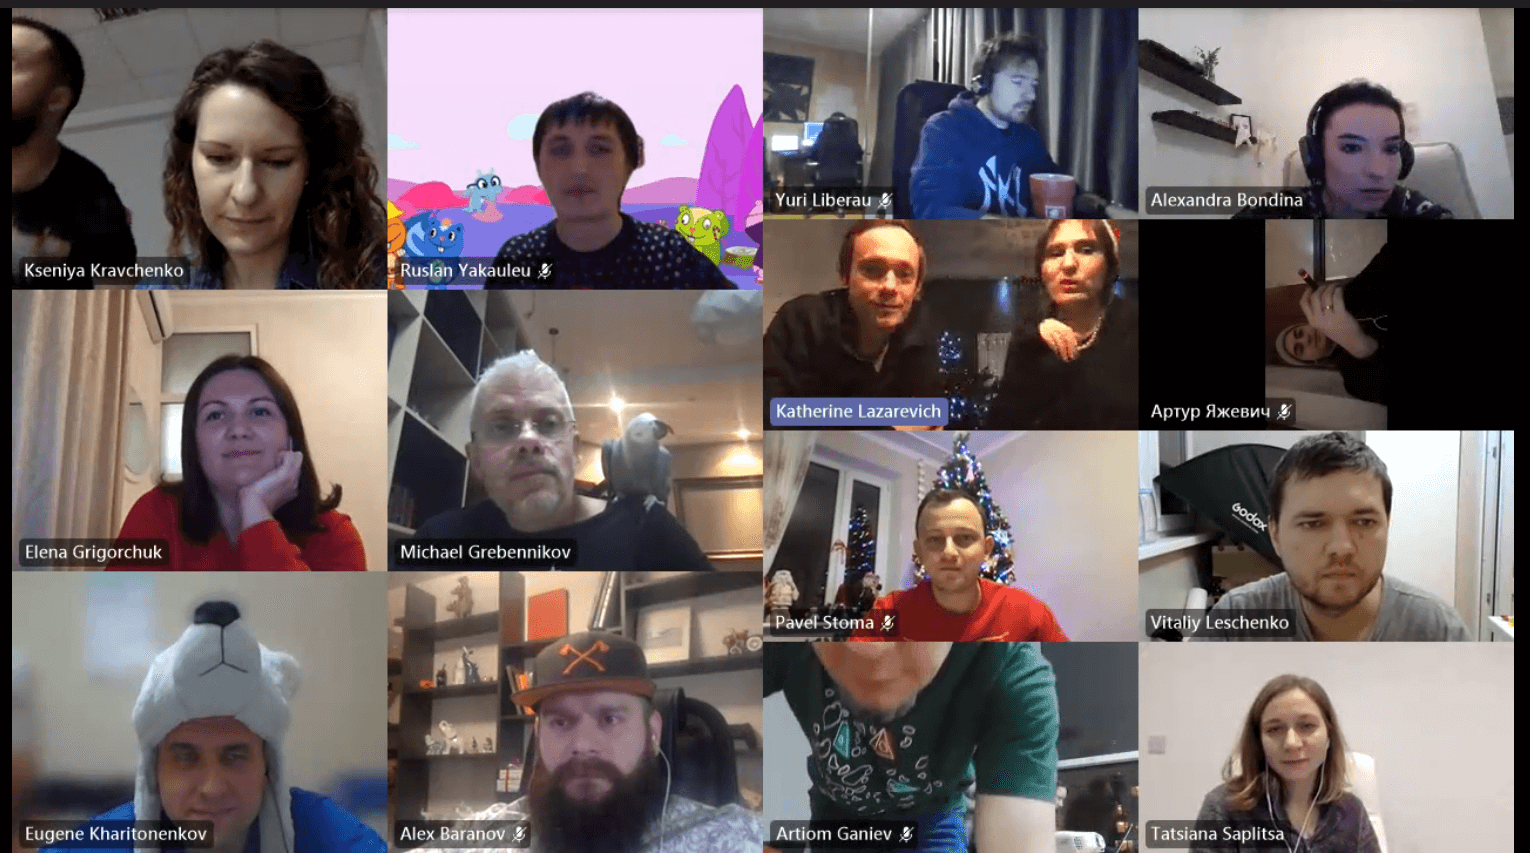 Kseniya Kravchenko
Ruslan Yakauleu
Yuri Liberau
Alexandra Bondina
Katherine Lazarevich
Артур Яжевич
Elena Grigorchuk
Michael Grebennikov
Pavel Stoma
Vitaliy Leschenko
Godox
Eugene Kharitonenkov
Alex Baranov
Artiom Ganiev
Tatsiana Saplitsa